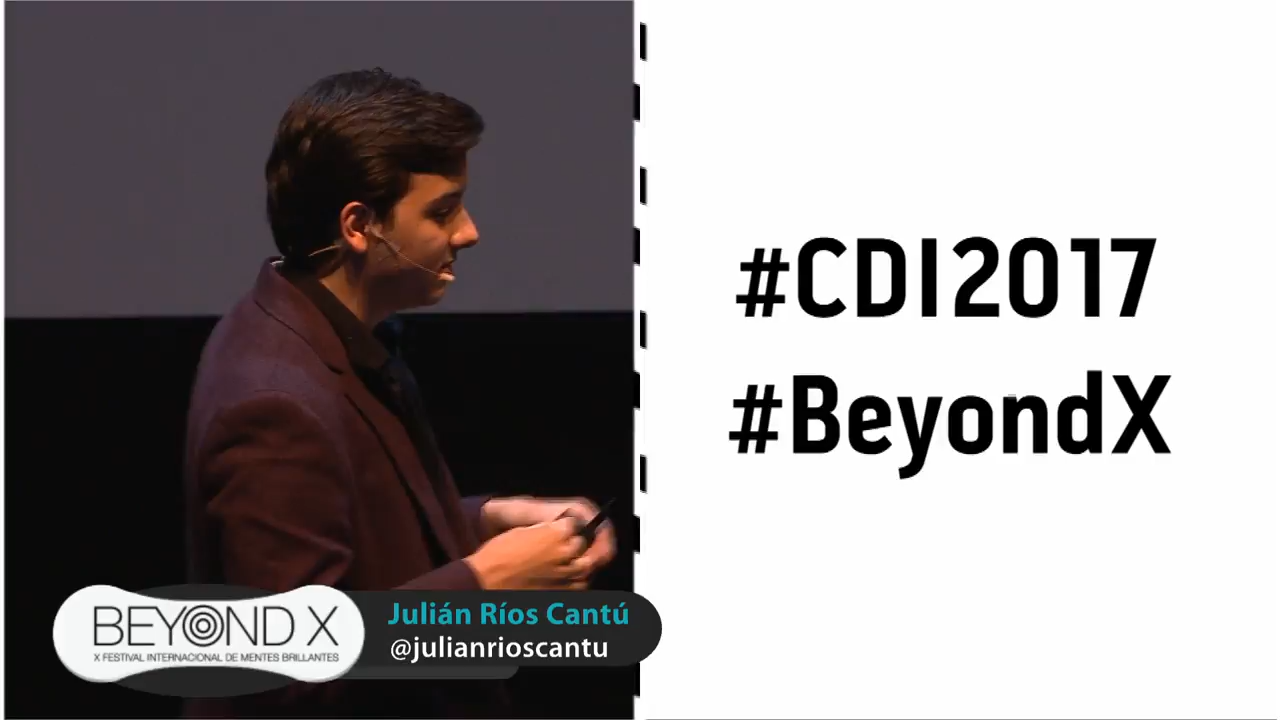 #CDI2017
#BeyondX
BEYOND X
X FESTIVAL INTERNACIONAL DE MENTES BRILLANTES
Julián Ríos Cantú
@julianrioscantu